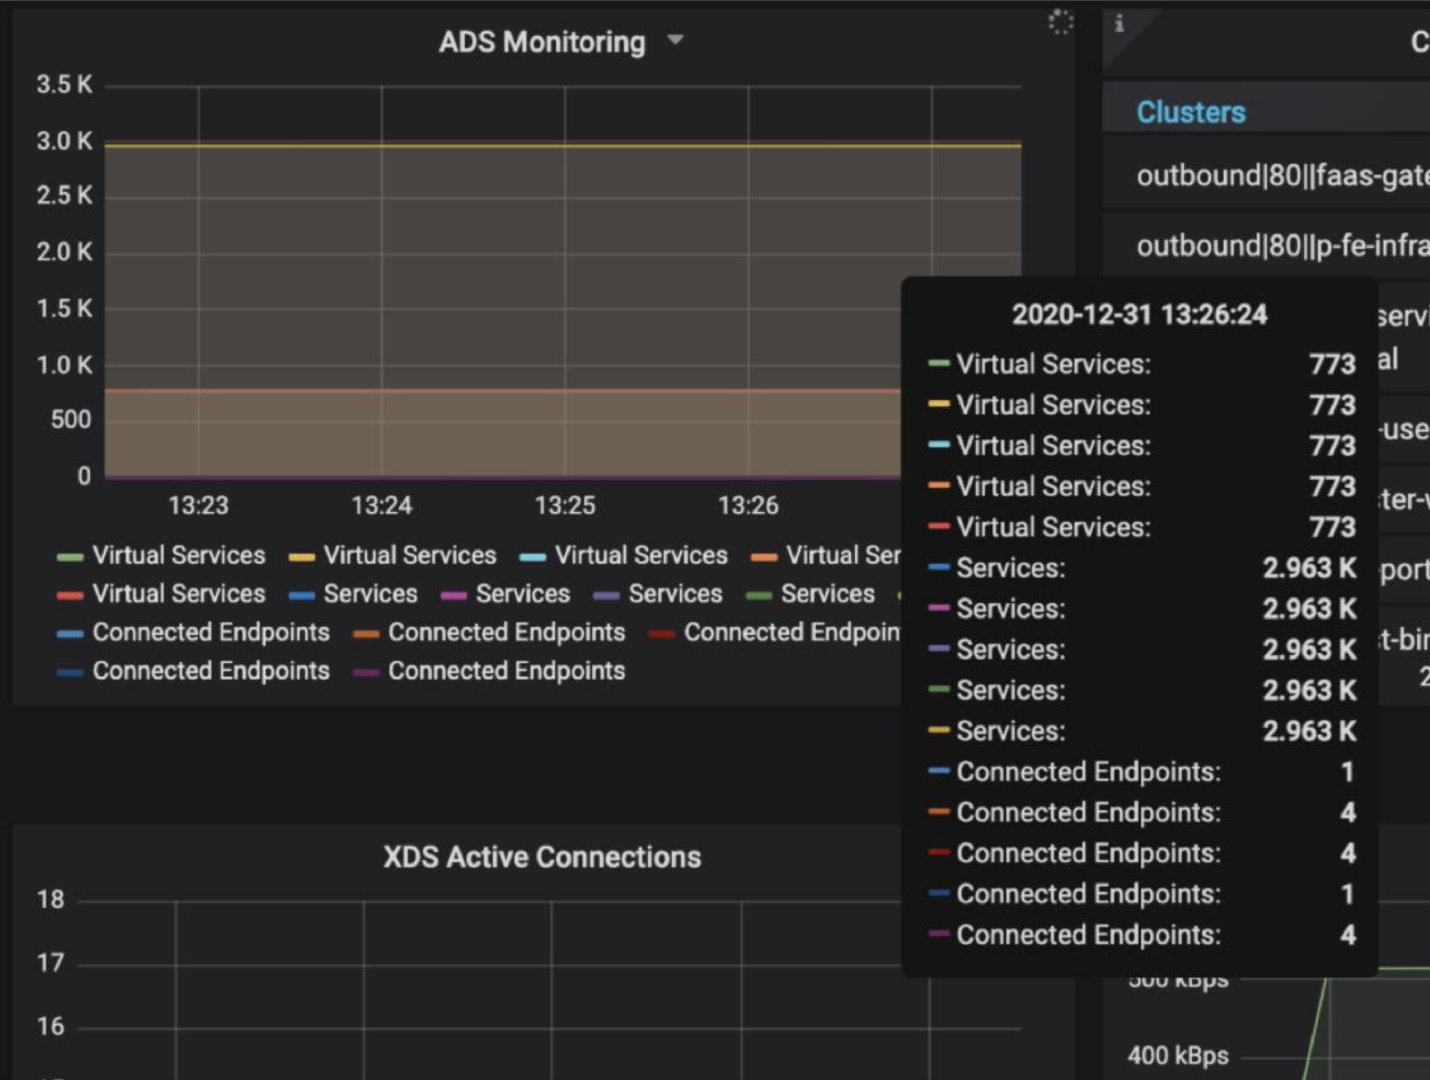 ADS Monitoring
3.5 K
3.0 K
2.5 K
2.0 K
1.5 K
1.0 K
500
0
13:23 13:24 13:25 13:26
Virtual Services Virtual Services Virtual Services Virtual Ser
Virtual Services Services Services Services Services
Connected Endpoints Connected Endpoints Connected Endpoin
Connected Endpoints Connected Endpoints
i
C
Clusters
outbound|80||faas-gate
outbound|80||p-fe-infra
servi
al
-use
ter-
port
t-bin
2
2020-12-31 13:26:24
Virtual Services: 773
Virtual Services: 773
Virtual Services: 773
Virtual Services: 773
Virtual Services: 773
Services: 2.963 K
Services: 2.963 K
Services: 2.963 K
Services: 2.963 K
Services: 2.963 K
Connected Endpoints: 1
Connected Endpoints: 4
Connected Endpoints: 4
Connected Endpoints: 1
Connected Endpoints: 4
XDS Active Connections
18
17
16
500 kBps
400 kBps